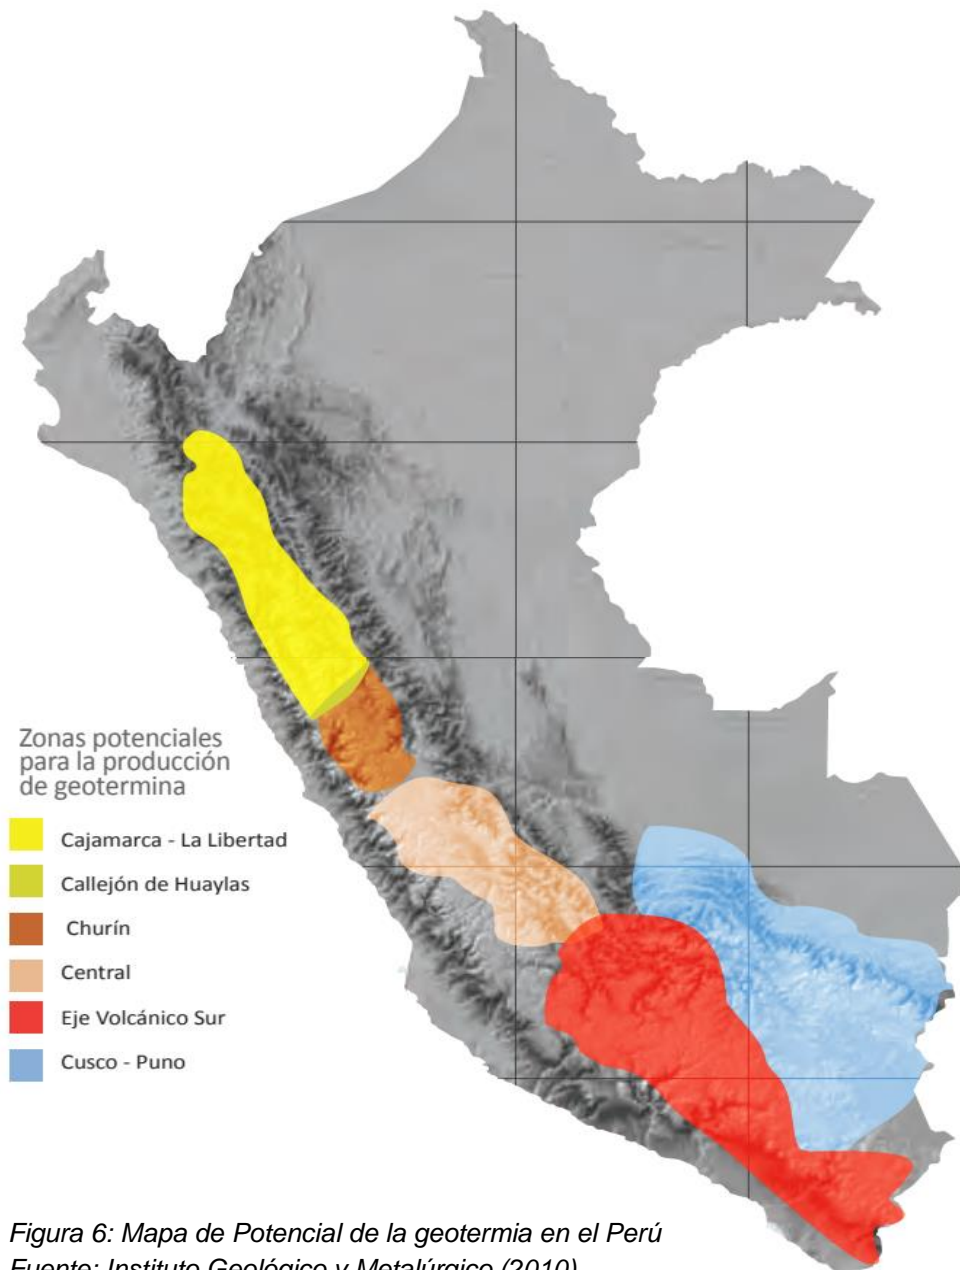 Zonas potenciales
para la producción
de geotermina
Cajamarca - La Libertad
Callejón de Huaylas
Churín
Central
Eje Volcánico Sur
Cusco - Puno
Figura 6: Mapa de Potencial de la geotermia en el Perú
Fuente: Instituto Geológico y Metalúrgico (2010)